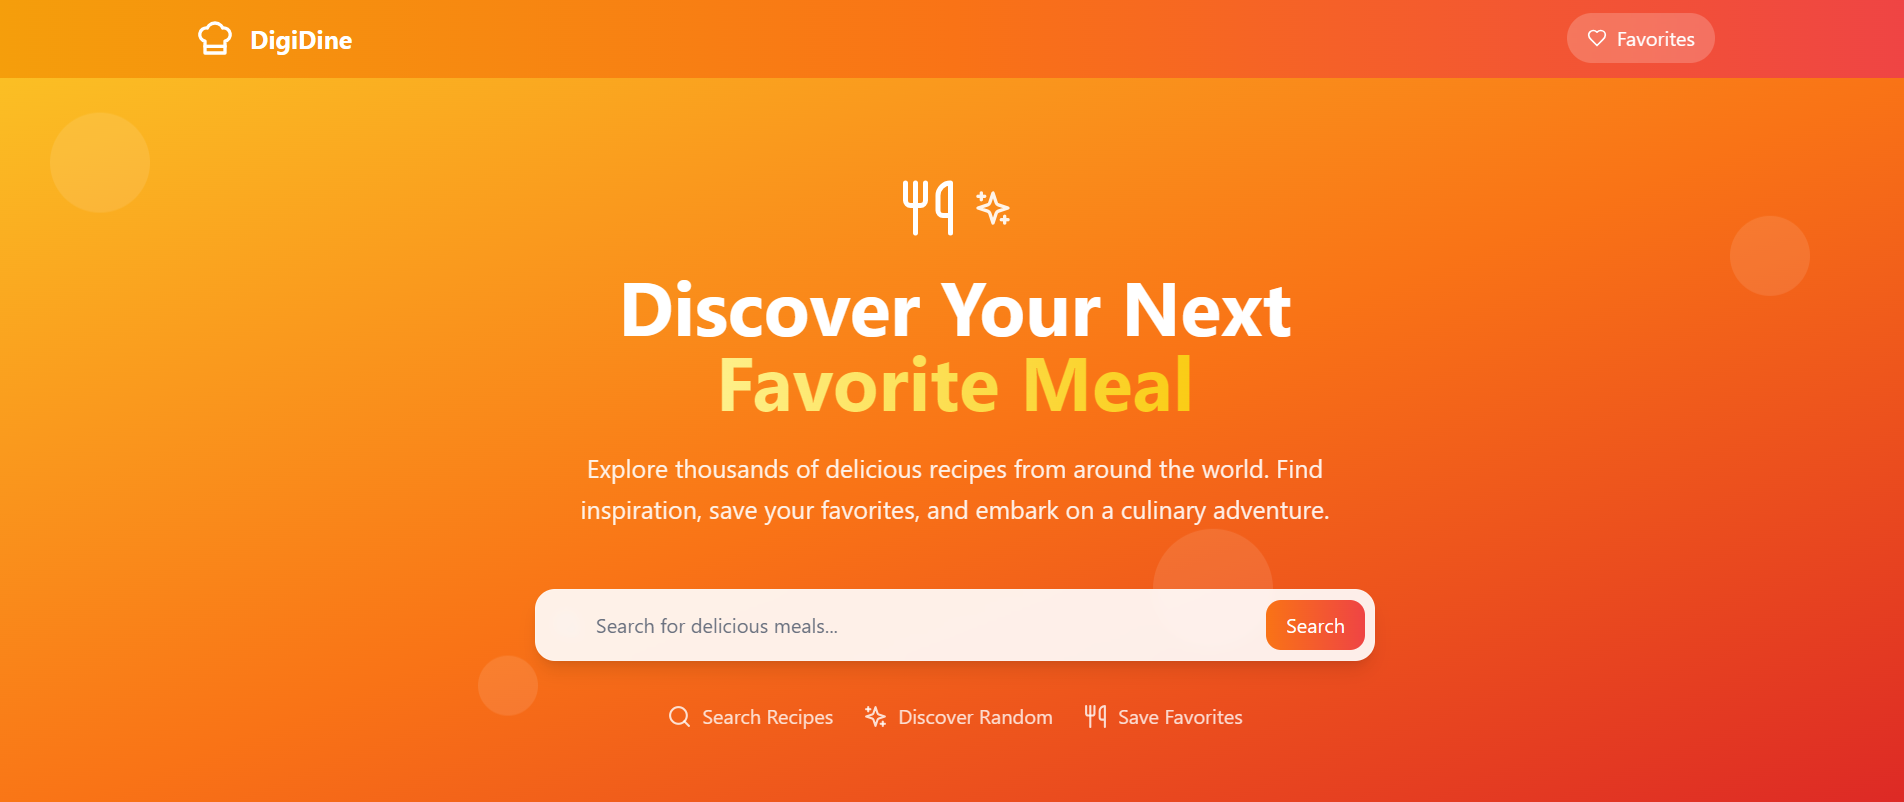 DigiDine
Favorites
Discover Your Next
Favorite Meal
Explore thousands of delicious recipes from around the world. Find
inspiration, save your favorites, and embark on a culinary adventure.
Search for delicious meals...
Search
Search Recipes
Discover Random
Save Favorites